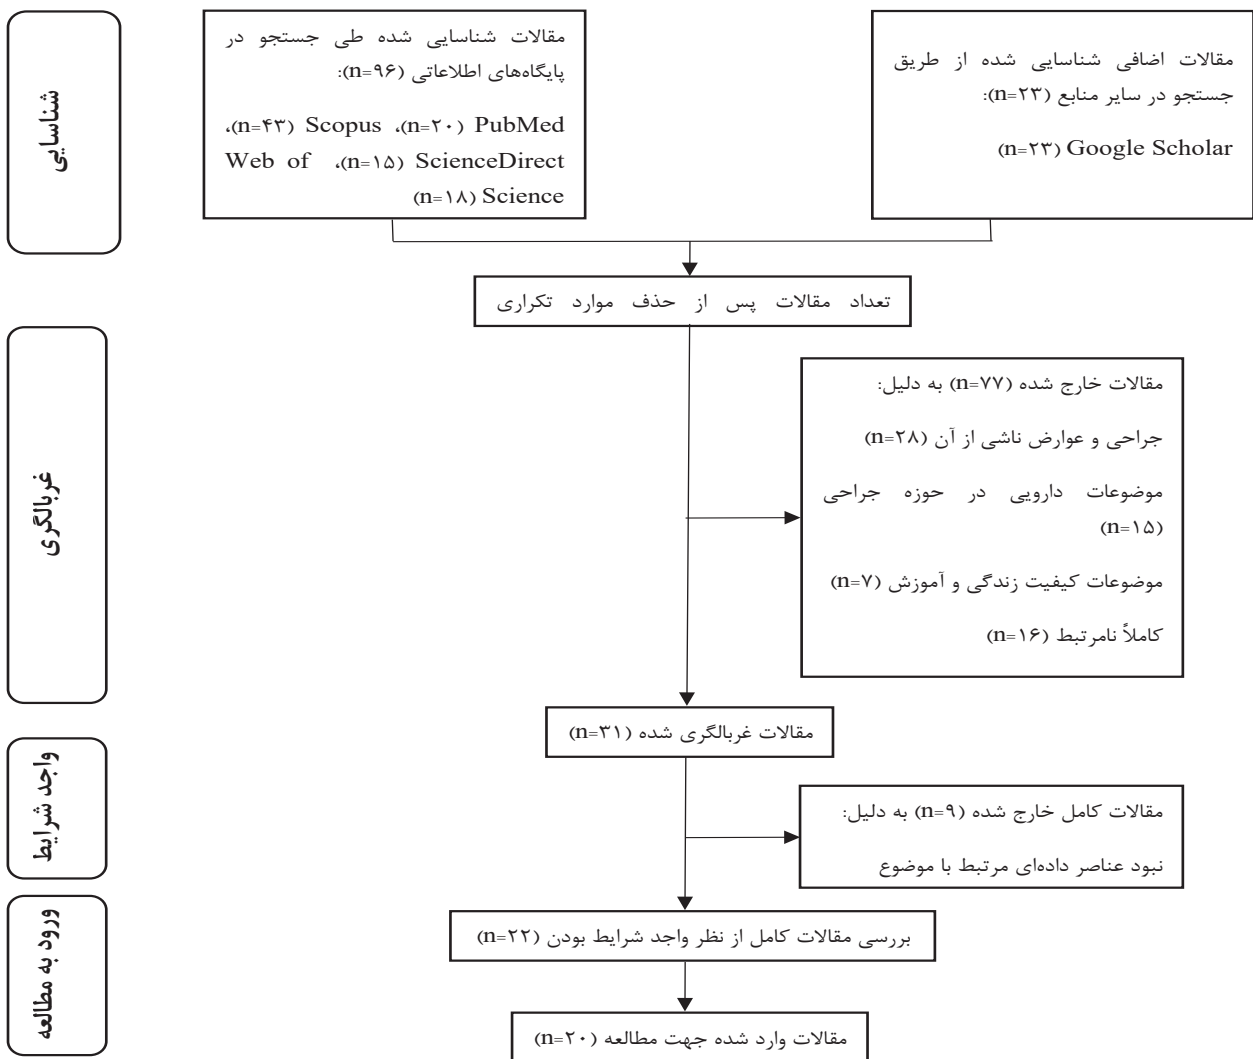 شناسایی
مقالات اضافی شناسایی شده از طریق
جستجو در سایر منابع (n=۲۳):
Google Scholar (n=۲۳)
مقالات شناسایی شده طی جستجو در
پایگاه‌های اطلاعاتی (n=۹۶):
PubMed (n=۲۰)، Scopus (n=۴۳)،
ScienceDirect (n=۱۵)، Web of
Science (n=۱۸)
تعداد مقالات پس از حذف موارد تکراری
غربالگری
مقالات خارج شده (n=۷۷) به دلیل:
جراحی و عوارض ناشی از آن (n=۲۸)
موضوعات دارویی در حوزه جراحی
(n=۱۵)
موضوعات کیفیت زندگی و آموزش (n=۷)
کاملاً نامرتبط (n=۱۶)
مقالات غربالگری شده (n=۳۱)
واجد شرایط
مقالات کامل خارج شده (n=۹) به دلیل:
نبود عناصر داده‌ای مرتبط با موضوع
ورود به مطالعه
بررسی مقالات کامل از نظر واجد شرایط بودن (n=۲۲)
مقالات وارد شده جهت مطالعه (n=۲۰)